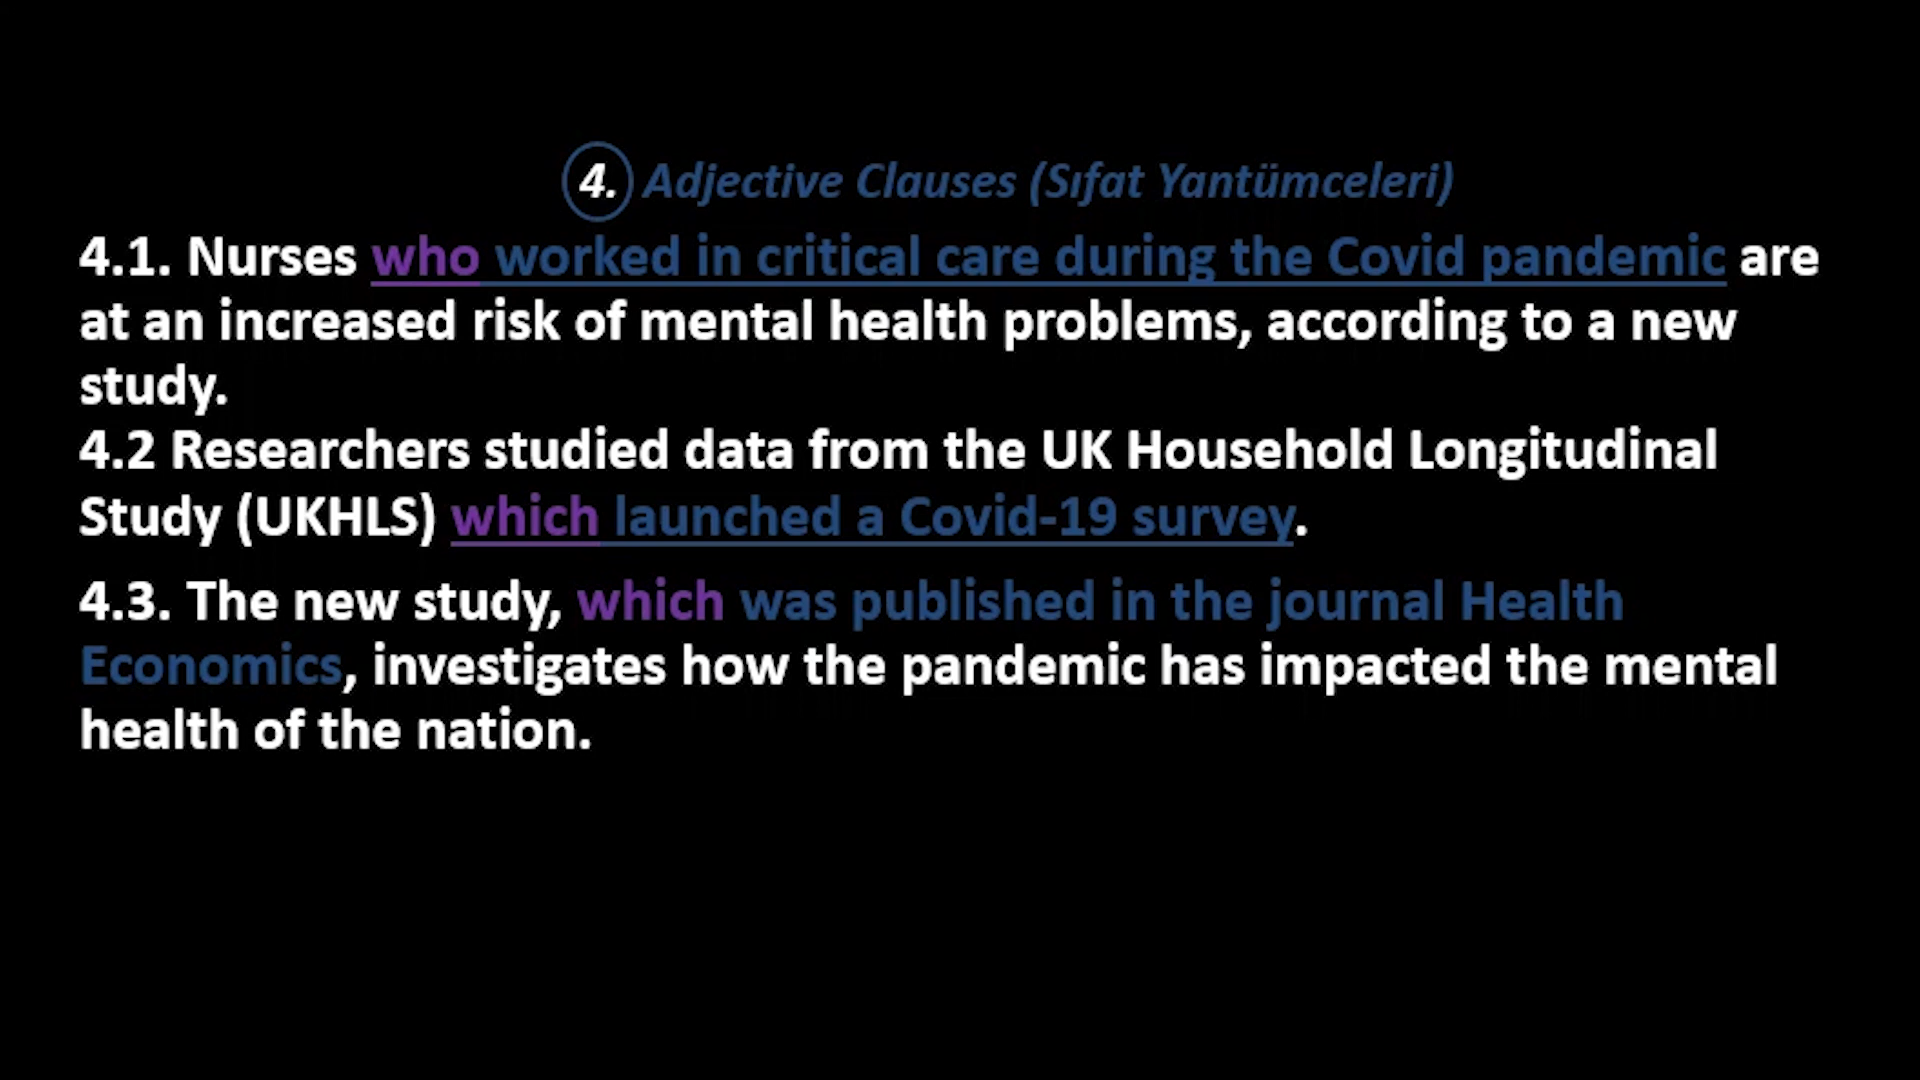 4. Adjective Clauses (Sıfat Yantümceleri)
4.1. Nurses who worked in critical care during the Covid pandemic are
at an increased risk of mental health problems, according to a new
study.
4.2 Researchers studied data from the UK Household Longitudinal
Study (UKHLS) which launched a Covid-19 survey.
4.3. The new study, which was published in the journal Health
Economics, investigates how the pandemic has impacted the mental
health of the nation.